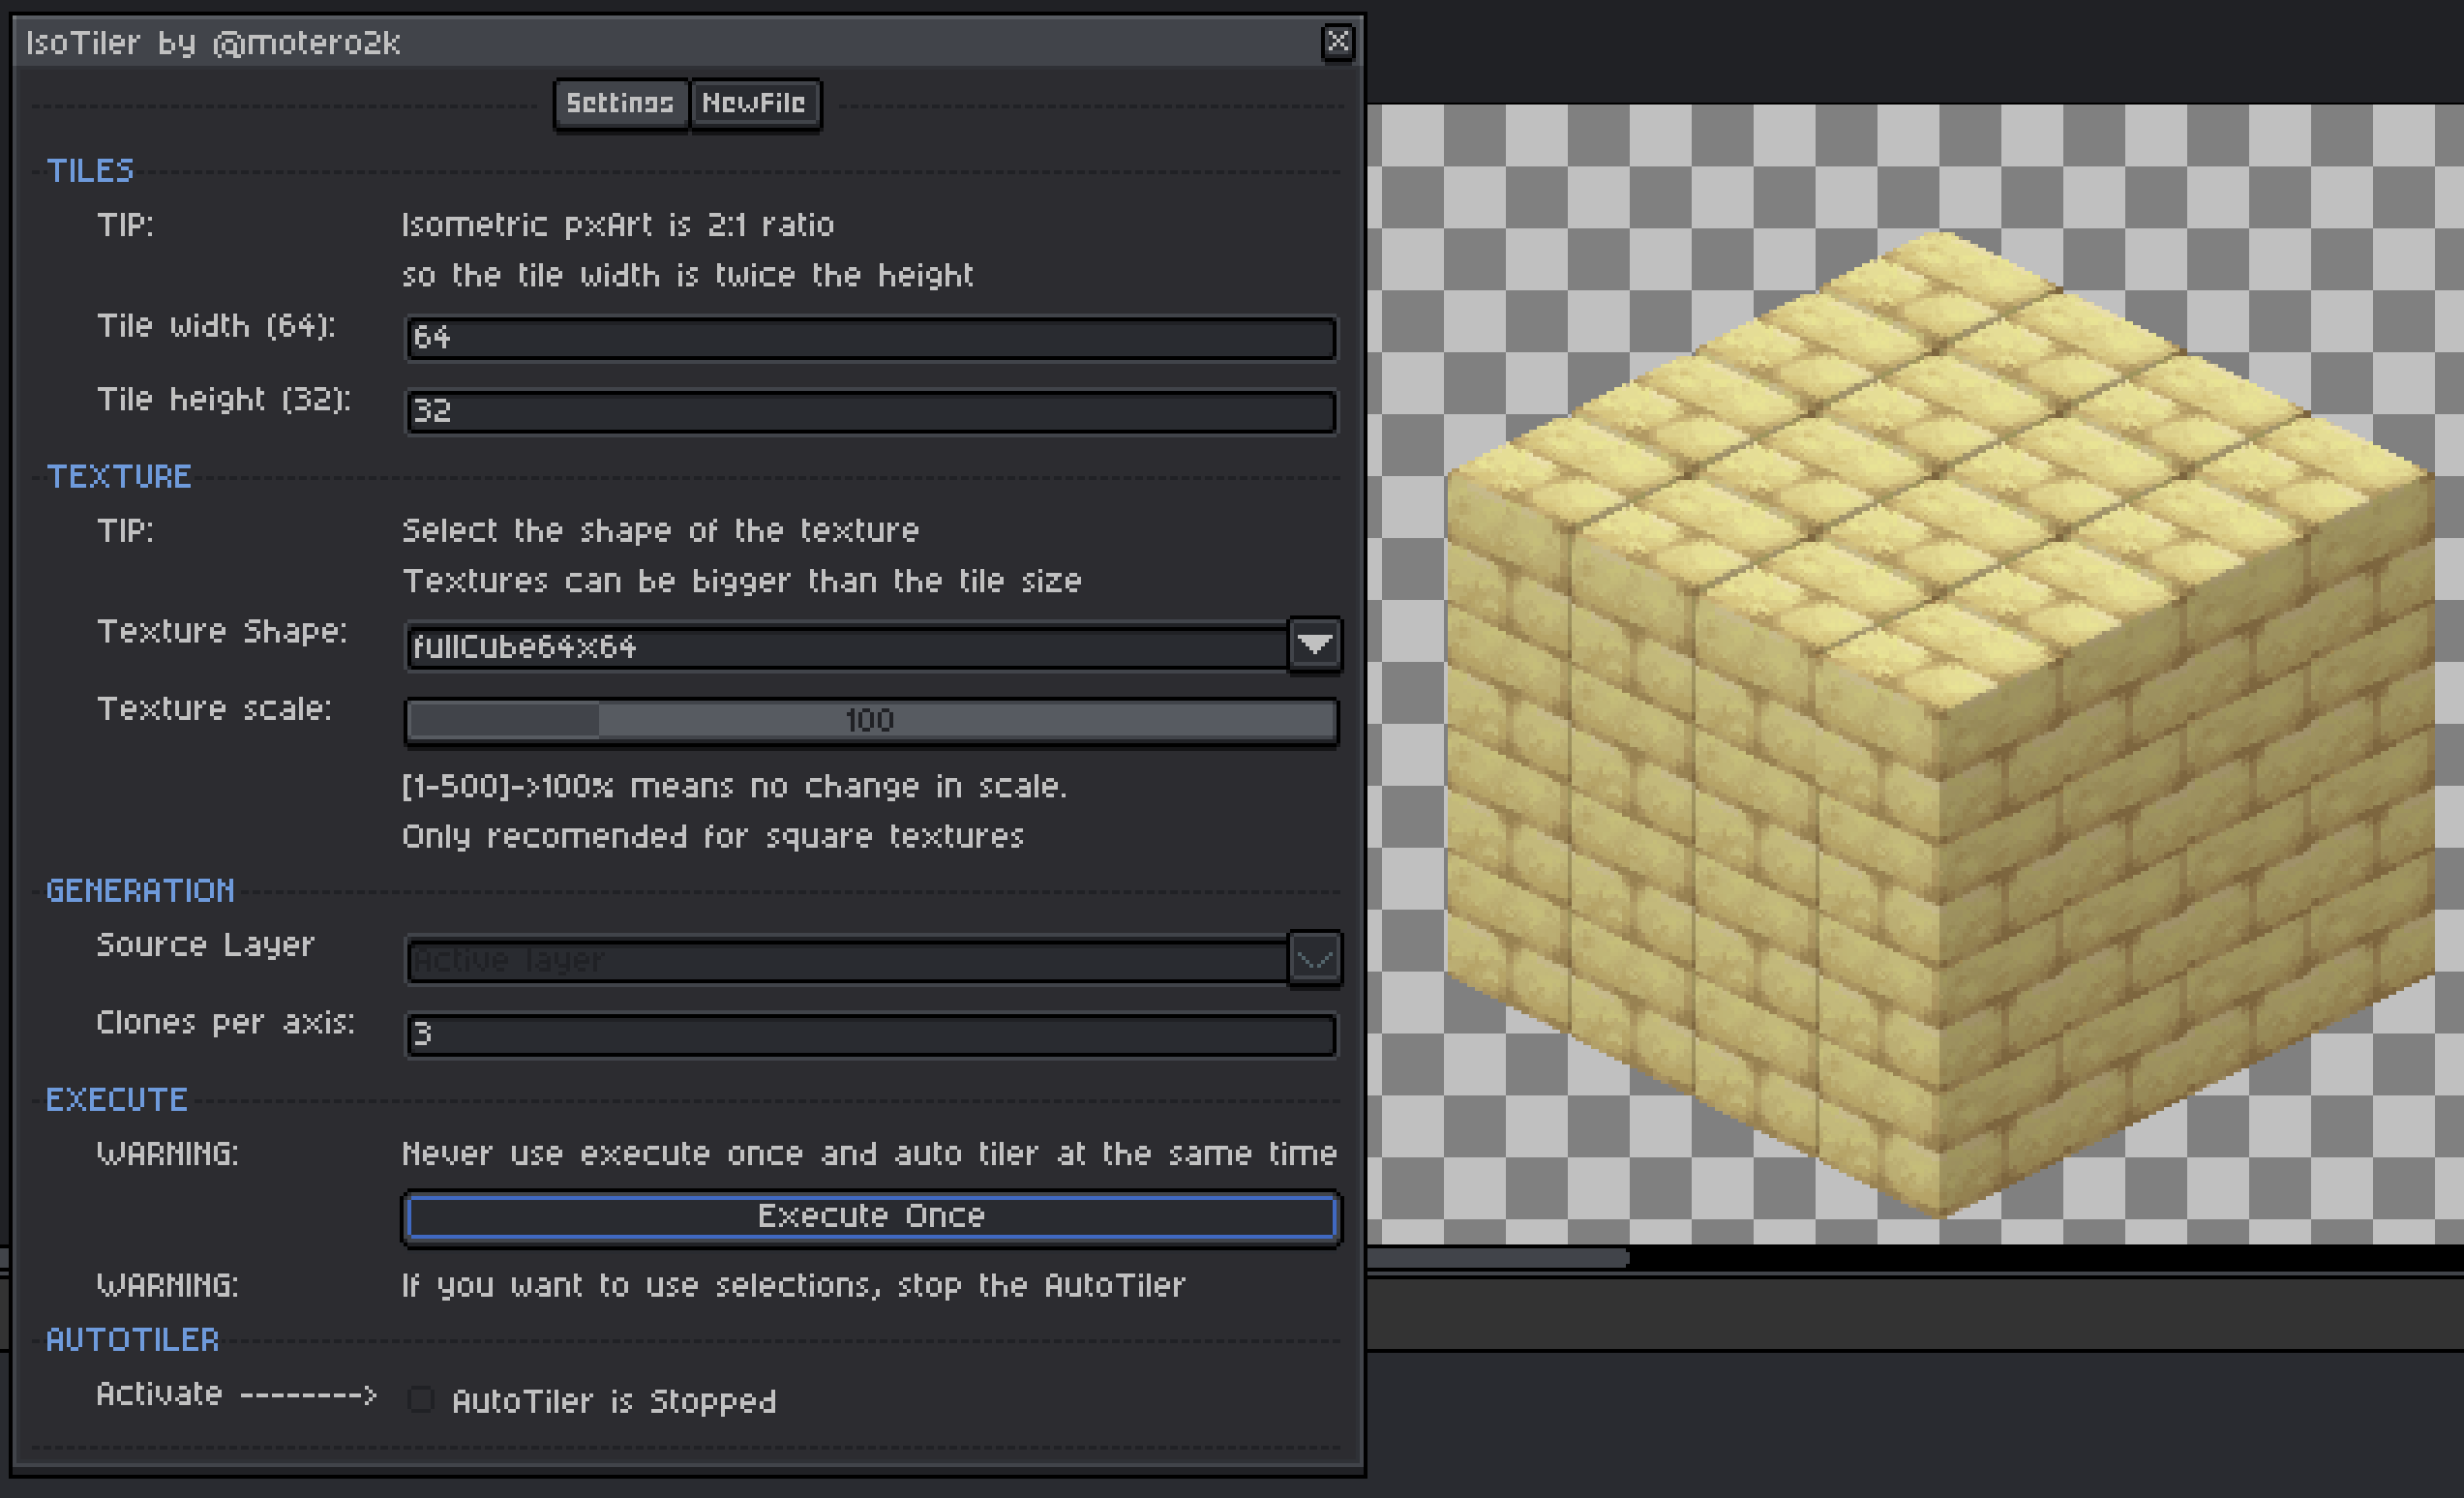 IsoTiler by @motero2k
Settings NewFile
TILES
TIP: Isometric pxArt is 2:1 ratio
so the tile width is twice the height
Tile width (64): 64
Tile height (32): 32
TEXTURE
TIP: Select the shape of the texture
Textures can be bigger than the tile size
Texture Shape: fullCube64x64
Texture scale: 100
[1-500]->100% means no change in scale.
Only recomended for square textures
GENERATION
Source Layer Active layer
Clones per axis: 3
EXECUTE
WARNING: Never use execute once and auto tiler at the same time
Execute Once
WARNING: If you want to use selections, stop the AutoTiler
AUTOTILER
Activate --------> AutoTiler is Stopped